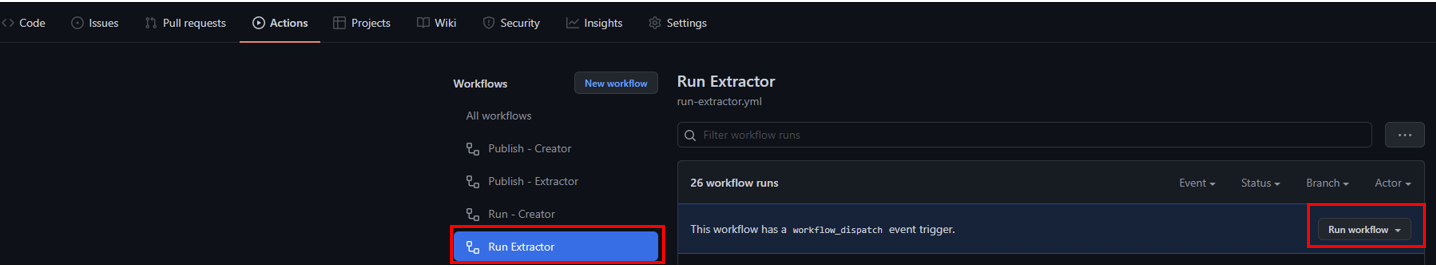 Code Issues Pull requests Actions Projects Wiki Security Insights Settings
Workflows New workflow
All workflows
Publish - Creator
Publish - Extractor
Run - Creator
Run Extractor
Run Extractor
run-extractor.yml
Filter workflow runs
26 workflow runs Event Status Branch Actor
This workflow has a workflow_dispatch event trigger. Run workflow